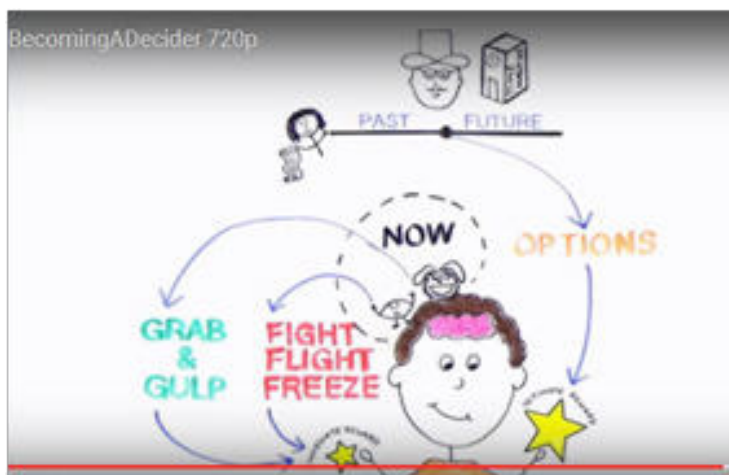 BecomingADecider 720p
PAST FUTURE
NOW
OPTIONS
GRAB
&
GULP
FIGHT
FLIGHT
FREEZE